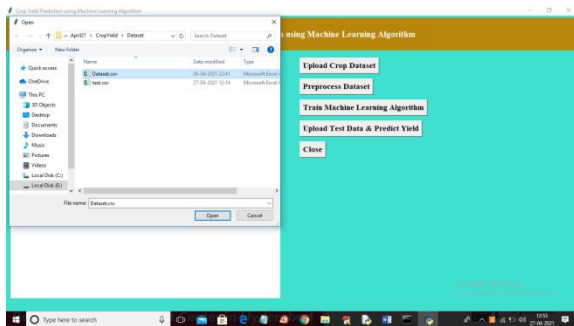 Crop Yield Prediction using Machine Learning Algorithm
Open
April21 > CropYield > Dataset
Search Dataset
Organize
New folder
Name
Date modified
Type
Dataset.csv
26-04-2021 22:41
Microsoft Excel
test.csv
27-04-2021 12:14
Microsoft Excel
Quick access
OneDrive
This PC
3D Objects
Desktop
Documents
Downloads
Music
Pictures
Videos
Local Disk (C:)
Local Disk (E:)
File name: Dataset.csv
Open
Cancel
using Machine Learning Algorithm
Upload Crop Dataset
Preprocess Dataset
Train Machine Learning Algorithm
Upload Test Data & Predict Yield
Close
Type here to search
12:55
27-04-2021